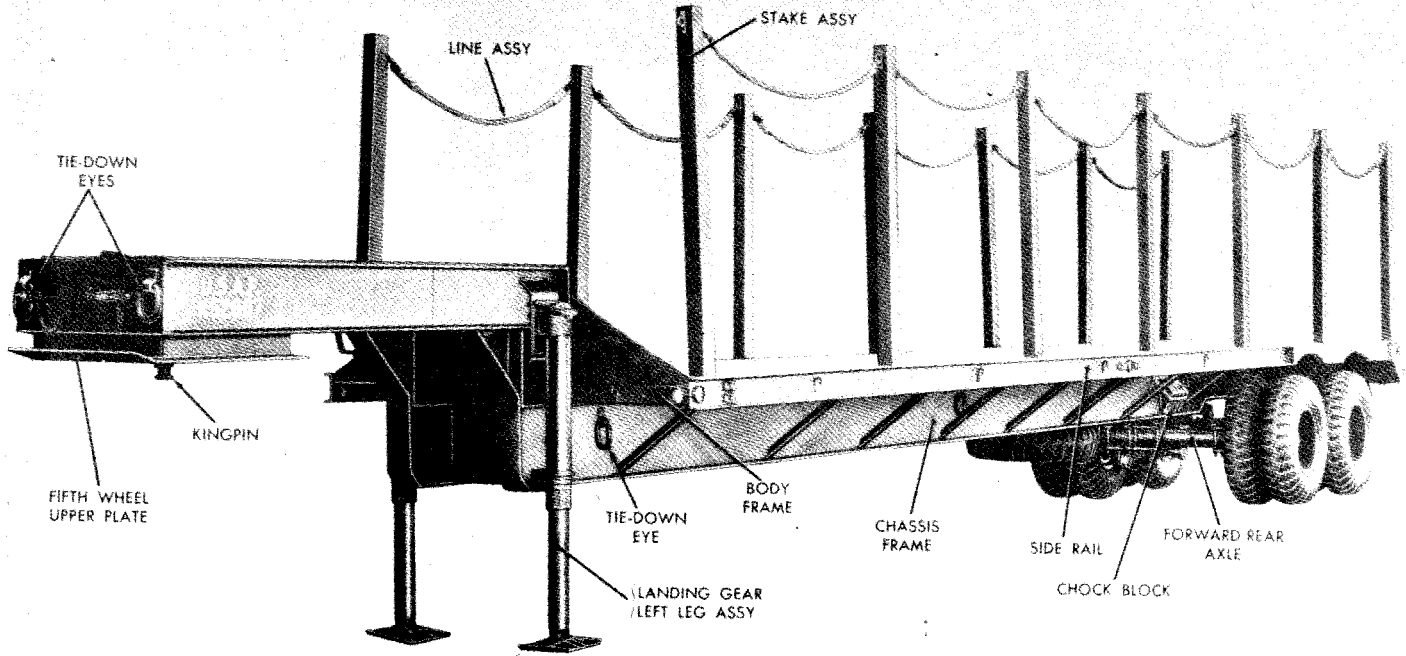 STAKE ASSY
LINE ASSY
TIE-DOWN
EYES
KINGPIN
FIFTH WHEEL
UPPER PLATE
TIE-DOWN
EYE
BODY
FRAME
CHASSIS
FRAME
SIDE RAIL
FORWARD REAR
AXLE
CHOCK BLOCK
LANDING GEAR
LEFT LEG ASSY